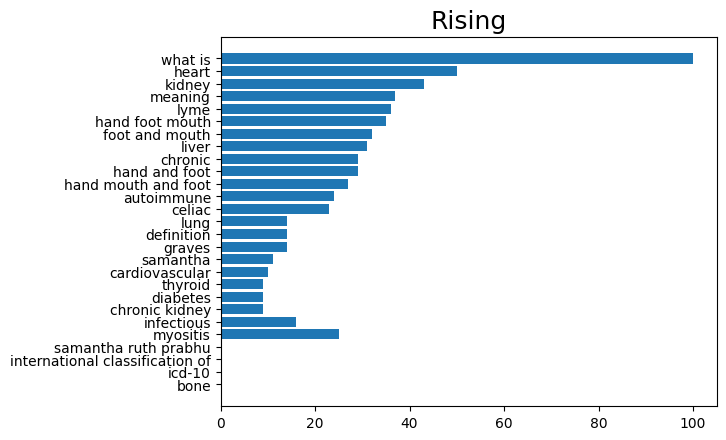 Rising
what is
heart
kidney
meaning
lyme
hand foot mouth
foot and mouth
liver
chronic
hand and foot
hand mouth and foot
autoimmune
celiac
lung
definition
graves
samantha
cardiovascular
thyroid
diabetes
chronic kidney
infectious
myositis
samantha ruth prabhu
international classification of
icd-10
bone
0 20 40 60 80 100